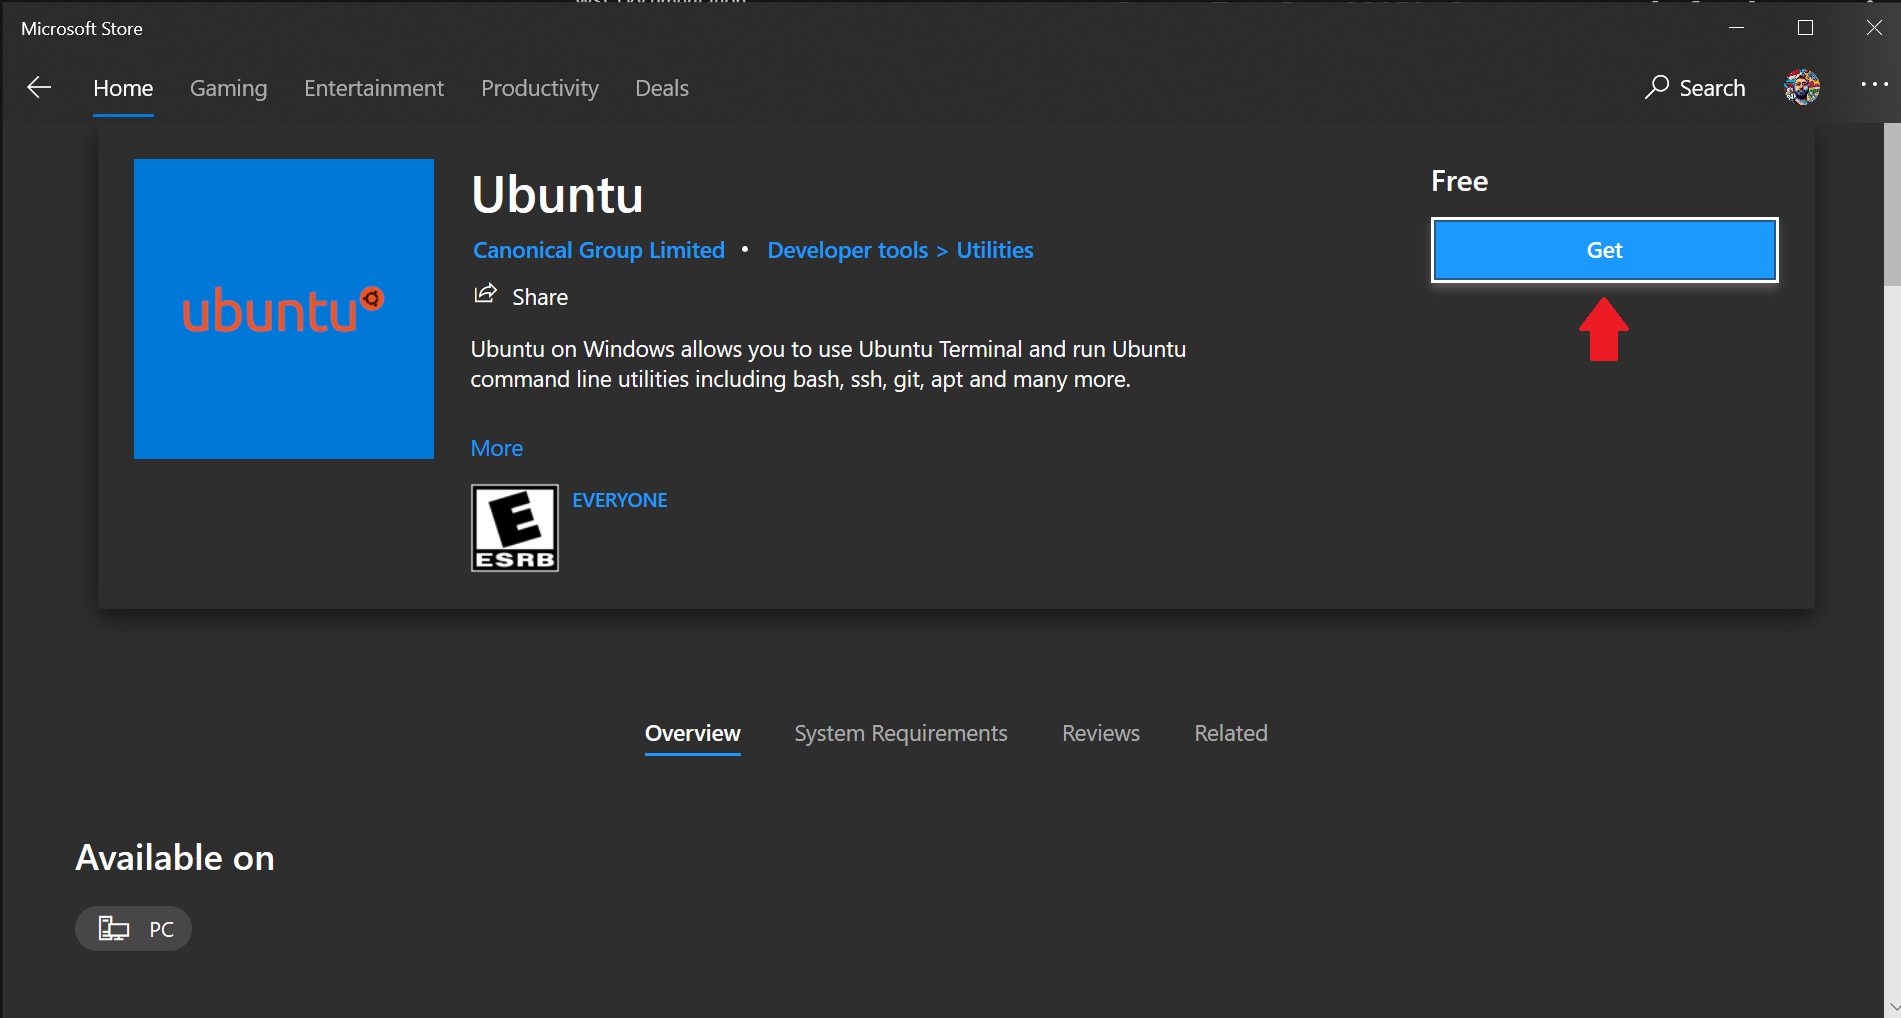 Microsoft Store
Home Gaming Entertainment Productivity Deals Search
Ubuntu
Free
Canonical Group Limited • Developer tools > Utilities
Get
Share
ubuntu
Ubuntu on Windows allows you to use Ubuntu Terminal and run Ubuntu
command line utilities including bash, ssh, git, apt and many more.
More
E
ESRB
EVERYONE
Overview System Requirements Reviews Related
Available on
PC